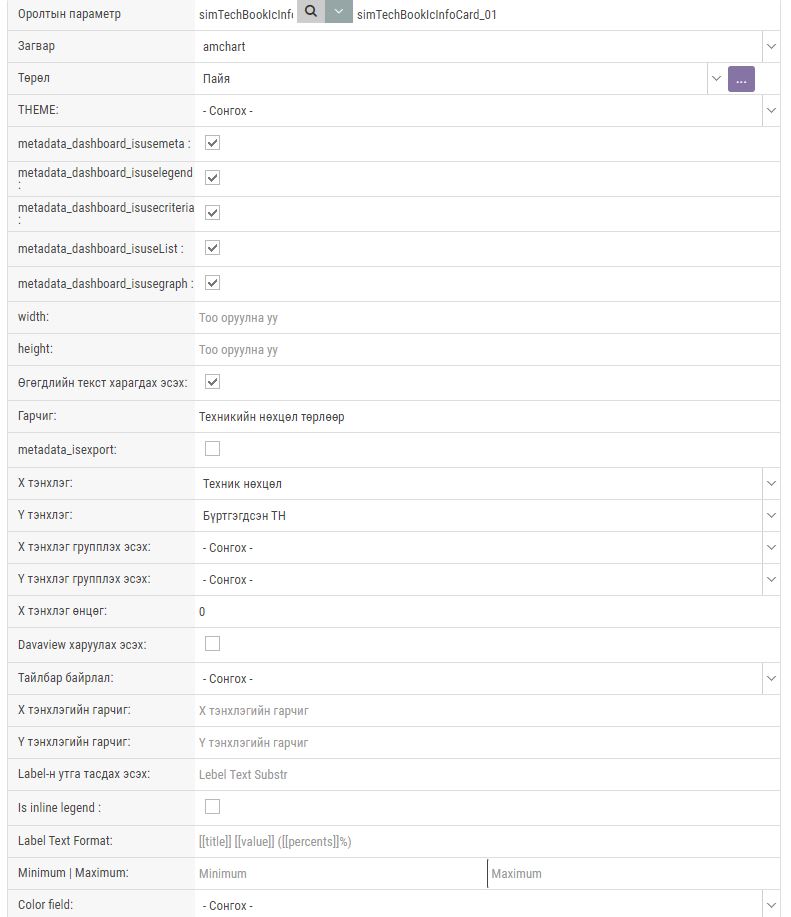 Оролтын параметр simTechBookIcInfo simTechBookIcInfoCard_01
Загвар amchart
Төрөл Пайя ...
THEME: - Сонгох -
metadata_dashboard_isusemeta :
metadata_dashboard_isuselegend
:
metadata_dashboard_isusecriteria
:
metadata_dashboard_isuseList :
metadata_dashboard_isusegraph :
width: Тоо оруулна уу
height: Тоо оруулна уу
Өгөгдлийн текст харагдах эсэх:
Гарчиг: Техникийн нөхцөл төрлөөр
metadata_isexport:
X тэнхлэг: Техник нөхцөл
Y тэнхлэг: Бүртгэгдсэн ТН
X тэнхлэг групплэх эсэх: - Сонгох -
Y тэнхлэг групплэх эсэх: - Сонгох -
X тэнхлэг өнцөг: 0
Davaview харуулах эсэх:
Тайлбар байрлал: - Сонгох -
X тэнхлэгийн гарчиг: X тэнхлэгийн гарчиг
Y тэнхлэгийн гарчиг: Y тэнхлэгийн гарчиг
Label-н утга тасдах эсэх: Lebel Text Substr
Is inline legend :
Label Text Format: [[title]] [[value]] ([[percents]]%)
Minimum | Maximum: Minimum Maximum
Color field: - Сонгох -